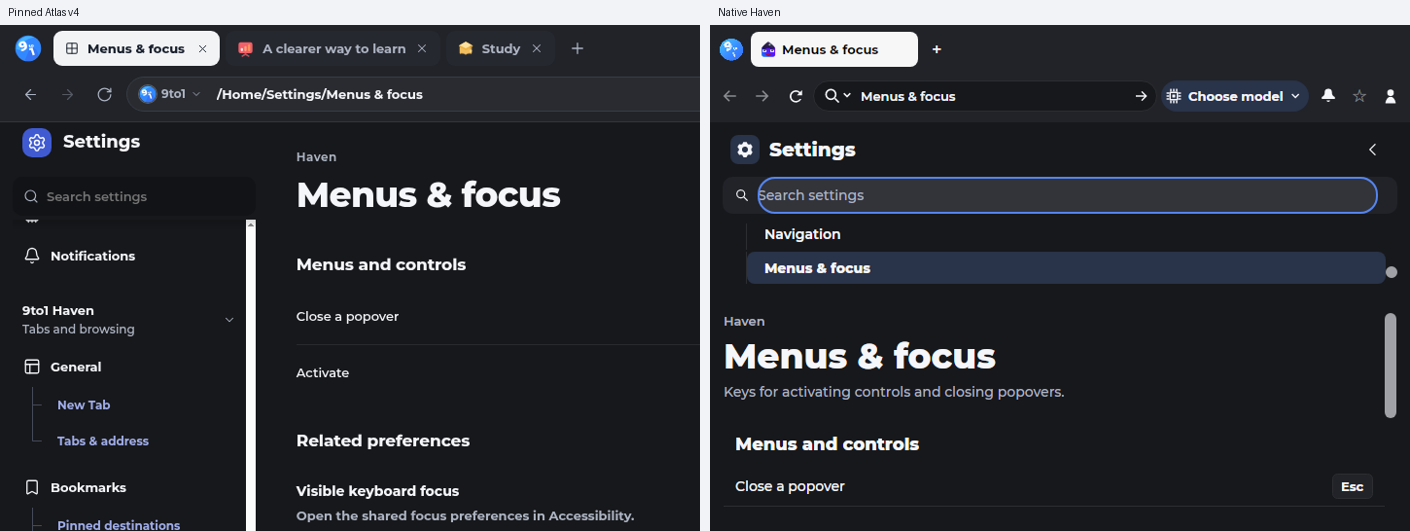 Pinned Atlas v4
Menus & focus
A clearer way to learn
Study
9to1
/Home/Settings/Menus & focus
Settings
Search settings
Notifications
9to1 Haven
Tabs and browsing
General
New Tab
Tabs & address
Bookmarks
Pinned destinations
Haven
Menus & focus
Menus and controls
Close a popover
Activate
Related preferences
Visible keyboard focus
Open the shared focus preferences in Accessibility.
Native Haven
Menus & focus
Menus & focus
Choose model
Settings
Search settings
Navigation
Menus & focus
Haven
Menus & focus
Keys for activating controls and closing popovers.
Menus and controls
Close a popover
Esc